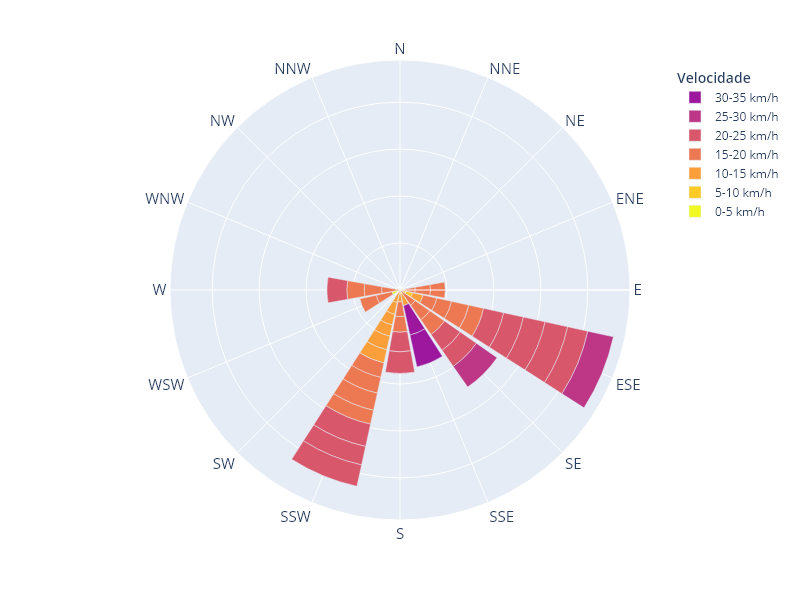 N
NNW
NNE
NW
NE
WNW
ENE
W
E
WSW
ESE
SW
SE
SSW
SSE
S
Velocidade
30-35 km/h
25-30 km/h
20-25 km/h
15-20 km/h
10-15 km/h
5-10 km/h
0-5 km/h